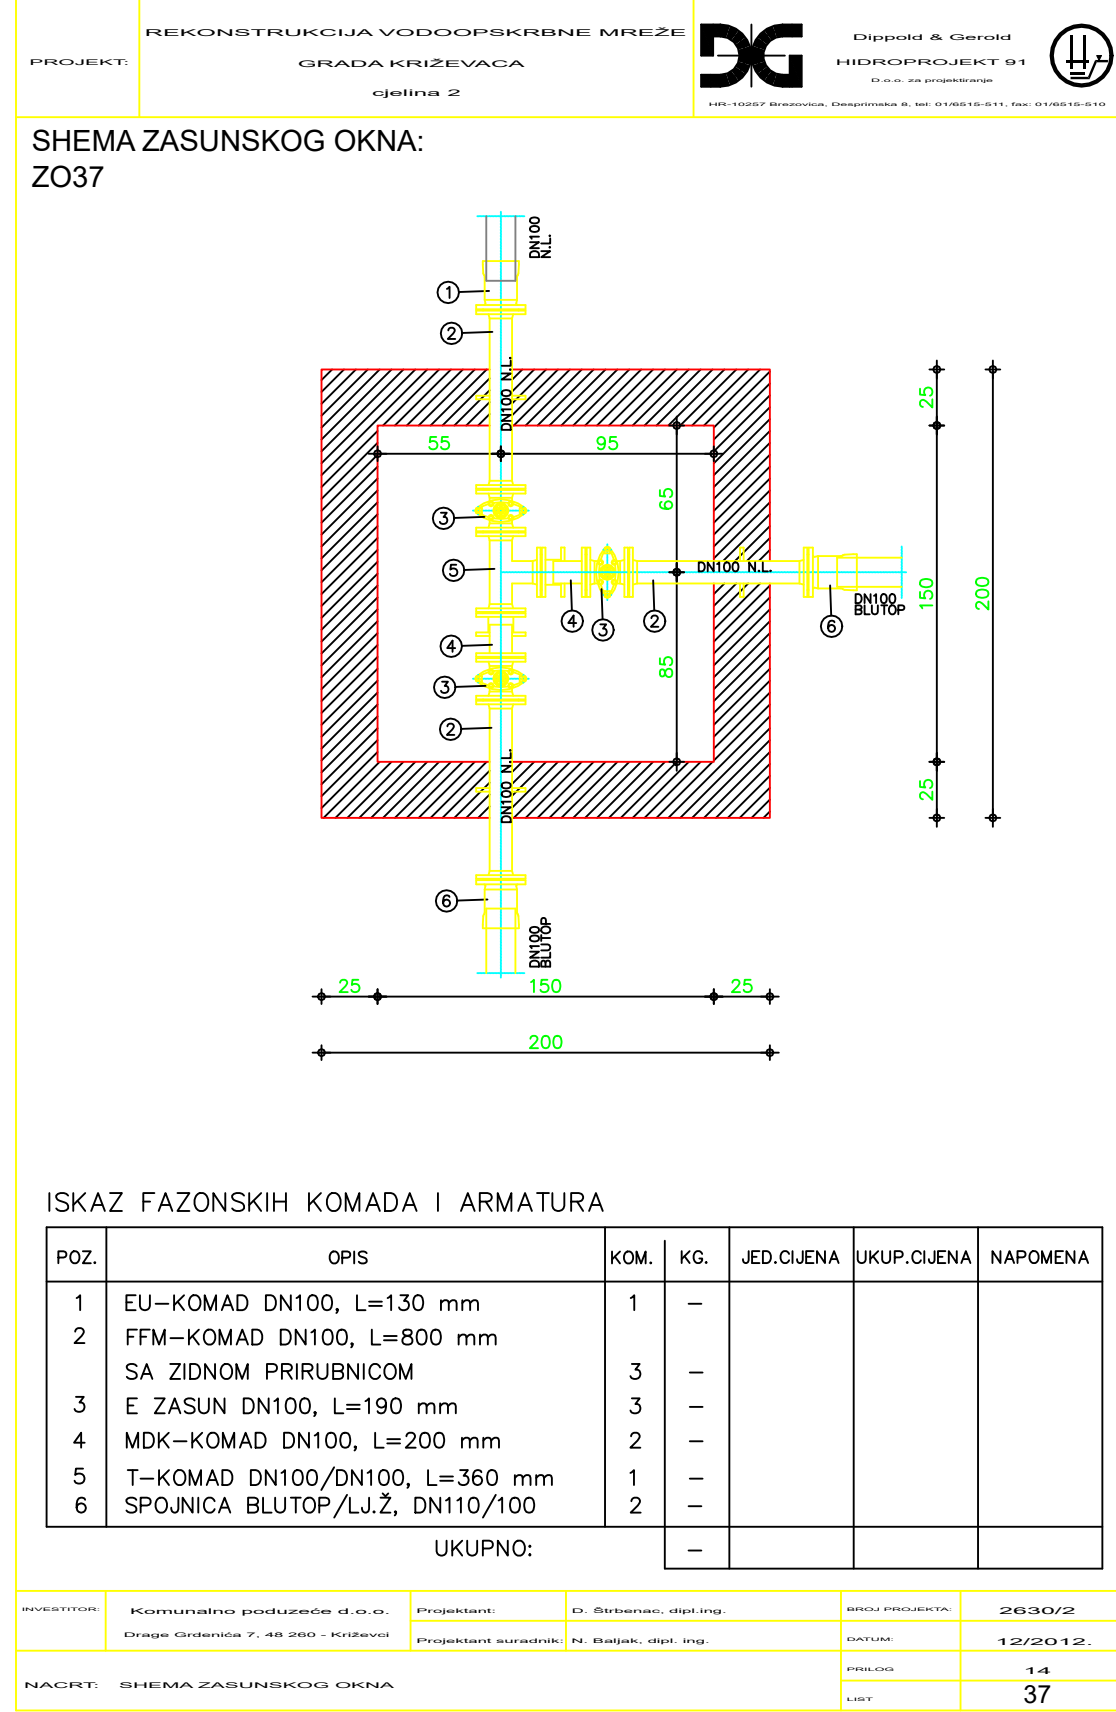 PROJEKT:
REKONSTRUKCIJA VODOOPSKRBNE MREŽE
GRADA KRIŽEVACA
cjelina 2
DG
Dippold & Gerold
HIDROPROJEKT 91
D.o.o. za projektiranje
HR-10257 Brezovica, Desprimska 8, tel: 01/6515-511, fax: 01/6515-510
SHEMA ZASUNSKOG OKNA:
ZO37
DN100
N.L.
1
2
DN100 N.L.
55
95
25
65
3
5
DN100 N.L.
DN100
BLUTOP
150
200
4
3
2
6
4
85
3
2
DN100 N.L.
25
6
DN100
BLUTOP
25
150
25
200
ISKAZ FAZONSKIH KOMADA I ARMATURA
POZ. OPIS KOM. KG. JED.CIJENA UKUP.CIJENA NAPOMENA
1 EU-KOMAD DN100, L=130 mm 1 -
2 FFM-KOMAD DN100, L=800 mm
SA ZIDNOM PRIRUBNICOM 3 -
3 E ZASUN DN100, L=190 mm 3 -
4 MDK-KOMAD DN100, L=200 mm 2 -
5 T-KOMAD DN100/DN100, L=360 mm 1 -
6 SPOJNICA BLUTOP/LJ.Ž, DN110/100 2 -
UKUPNO: -
INVESTITOR: Komunalno poduzeće d.o.o.
Drage Grdenića 7, 48 260 - Križevci
Projektant: D. Štrbenac, dipl.ing.
Projektant suradnik: N. Baljak, dipl. ing.
BROJ PROJEKTA: 2630/2
DATUM: 12/2012.
NACRT: SHEMA ZASUNSKOG OKNA
PRILOG 14
LIST 37